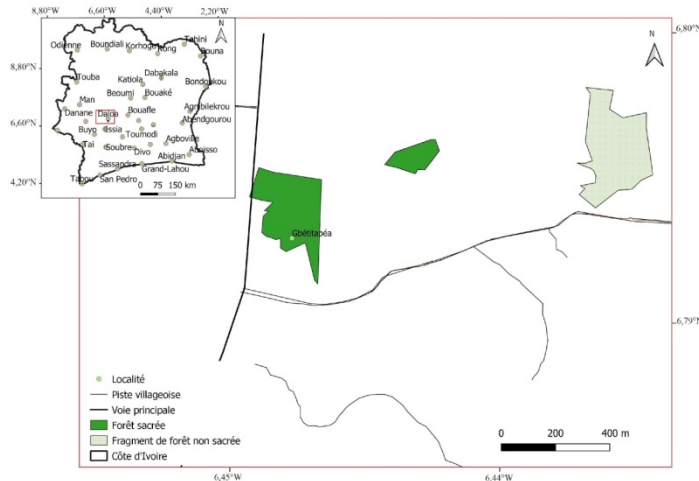 8,80°W 6,60°W 4,40°W 2,20°W
N
Tahini
Odienne Boundiali Korhogo Kong Bouna
8,80°N
Touba Katiola Dabakala
Bondoukou
Beoumi Bouaké
Man
Danane Daloa Bouafle Agnibilekrou
6,60°N
Abendgourou
Buyo Issia Toumodi
Tai Soubre Divo Agboville
Abidjan
Sassandra Grand-Lahou
4,20°N
Tabou San Pedro
0 75 150 km
6,80°N
N
Gbétitapéa
6,79°N
Localité
Piste villageoise
Voie principale
Forêt sacrée
Fragment de forêt non sacrée
Côte d'Ivoire
0 200 400 m
6,45°W 6,44°W